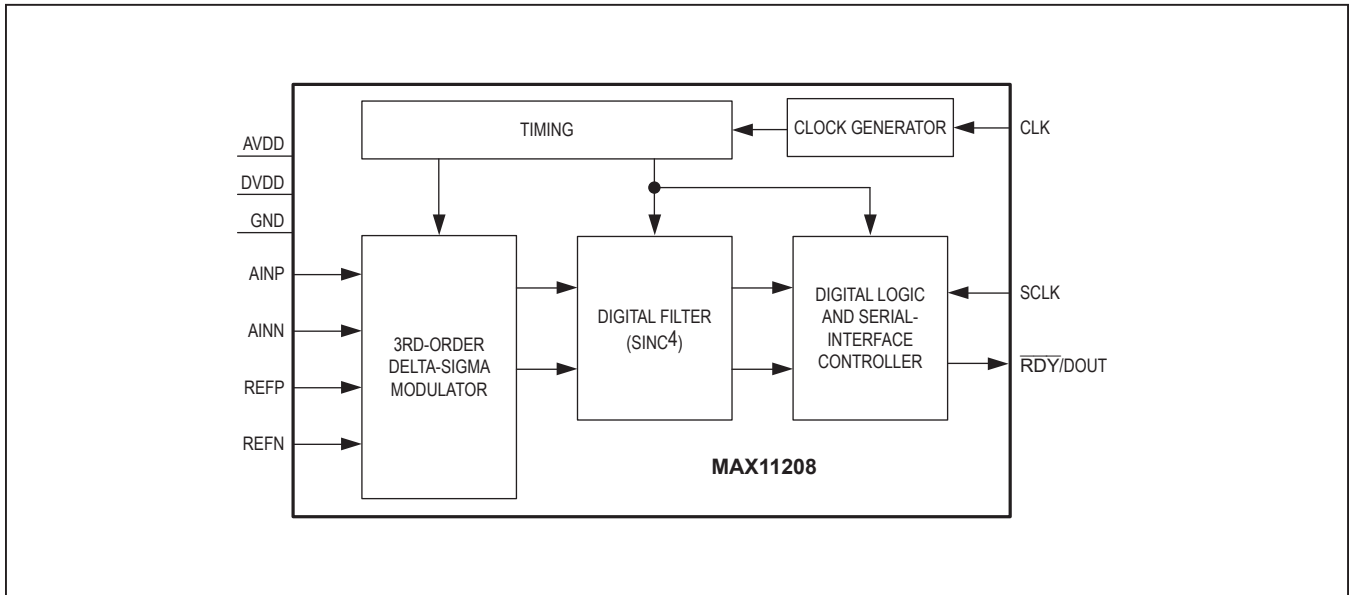 TIMING
CLOCK GENERATOR
CLK
AVDD
DVDD
GND
AINP
AINN
REFP
REFN
3RD-ORDER
DELTA-SIGMA
MODULATOR
DIGITAL FILTER
(SINC4)
DIGITAL LOGIC
AND SERIAL-
INTERFACE
CONTROLLER
SCLK
RDY/DOUT
MAX11208